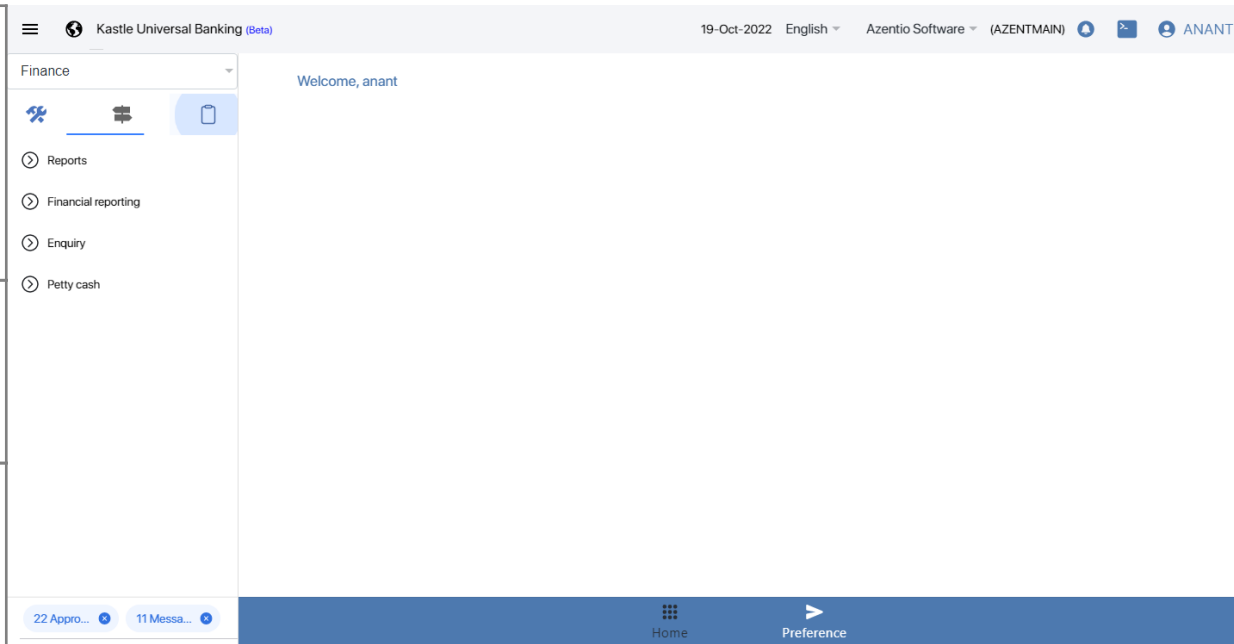 Kastle Universal Banking (Beta)
19-Oct-2022 English Azentio Software (AZENTMAIN) ANANT
Finance
Welcome, anant
Reports
Financial reporting
Enquiry
Petty cash
22 Appro... 11 Messa...
Home Preference